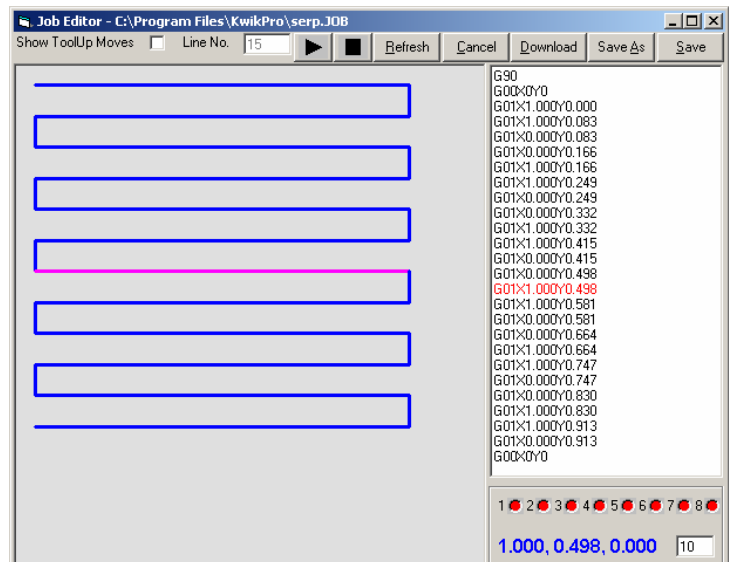 Job Editor - C:\Program Files\KwikPro\serp.JOB
Show ToolUp Moves Line No. 15 Refresh Cancel Download Save As Save
G90
G00X0Y0
G01X1.000Y0.000
G01X1.000Y0.083
G01X0.000Y0.083
G01X0.000Y0.166
G01X1.000Y0.166
G01X1.000Y0.249
G01X0.000Y0.249
G01X0.000Y0.332
G01X1.000Y0.332
G01X1.000Y0.415
G01X0.000Y0.415
G01X0.000Y0.498
G01X1.000Y0.498
G01X1.000Y0.581
G01X0.000Y0.581
G01X0.000Y0.664
G01X1.000Y0.664
G01X1.000Y0.747
G01X0.000Y0.747
G01X0.000Y0.830
G01X1.000Y0.830
G01X1.000Y0.913
G01X0.000Y0.913
G00X0Y0
1 2 3 4 5 6 7 8
1.000, 0.498, 0.000 10